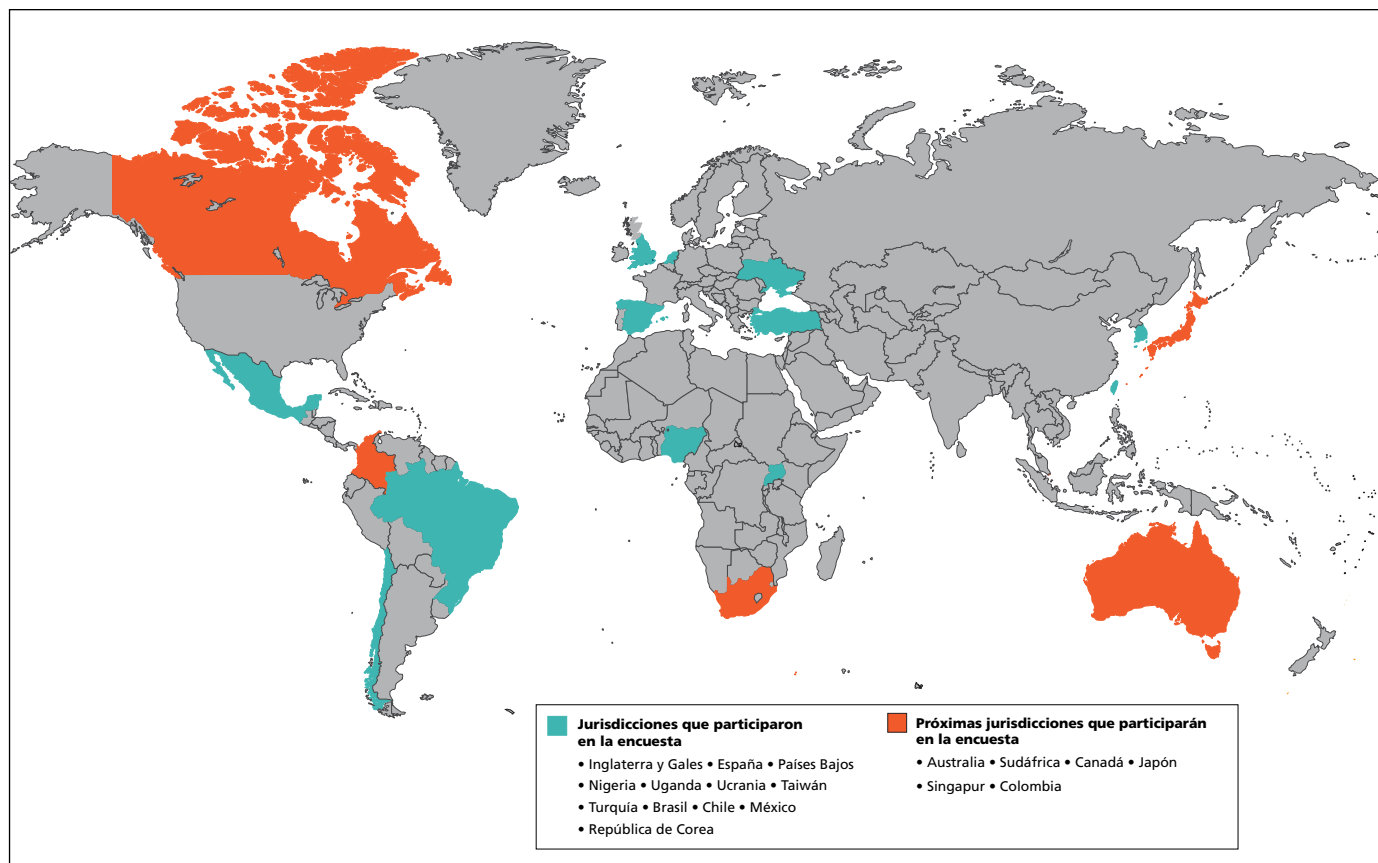 Jurisdicciones que participaron
en la encuesta
• Inglaterra y Gales • España • Países Bajos
• Nigeria • Uganda • Ucrania • Taiwán
• Turquía • Brasil • Chile • México
• República de Corea
Próximas jurisdicciones que participarán
en la encuesta
• Australia • Sudáfrica • Canadá • Japón
• Singapur • Colombia